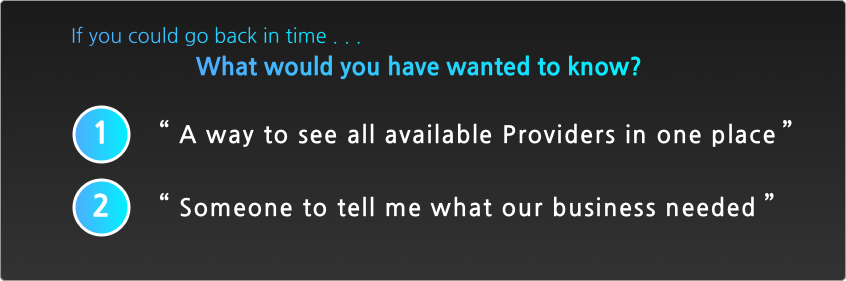 If you could go back in time . . .
What would you have wanted to know?
1 “ A way to see all available Providers in one place ”
2 “ Someone to tell me what our business needed ”